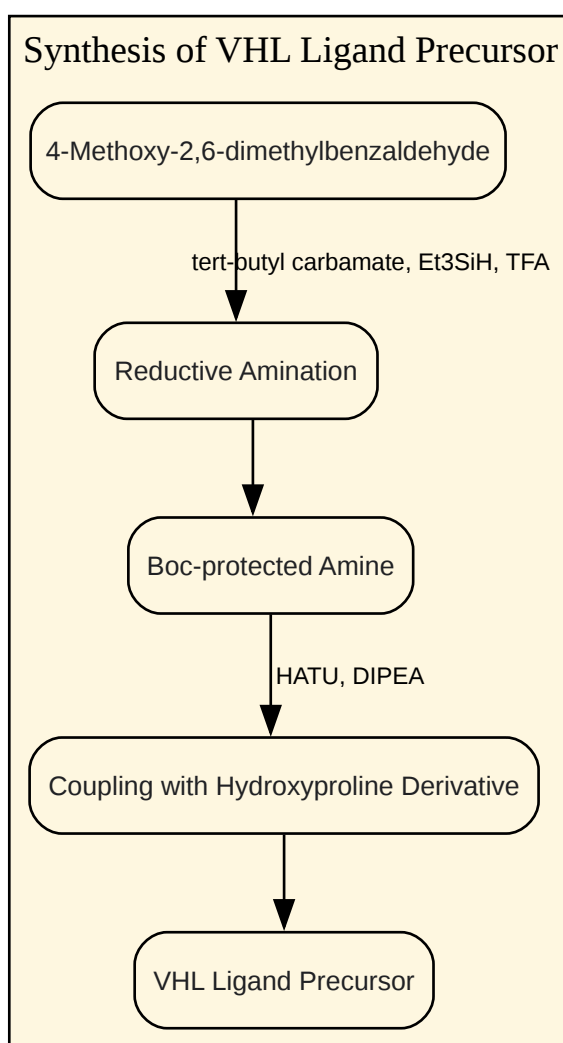 Synthesis of VHL Ligand Precursor
4-Methoxy-2,6-dimethylbenzaldehyde
tert-butyl carbamate, Et3SiH, TFA
Reductive Amination
Boc-protected Amine
HATU, DIPEA
Coupling with Hydroxyproline Derivative
VHL Ligand Precursor